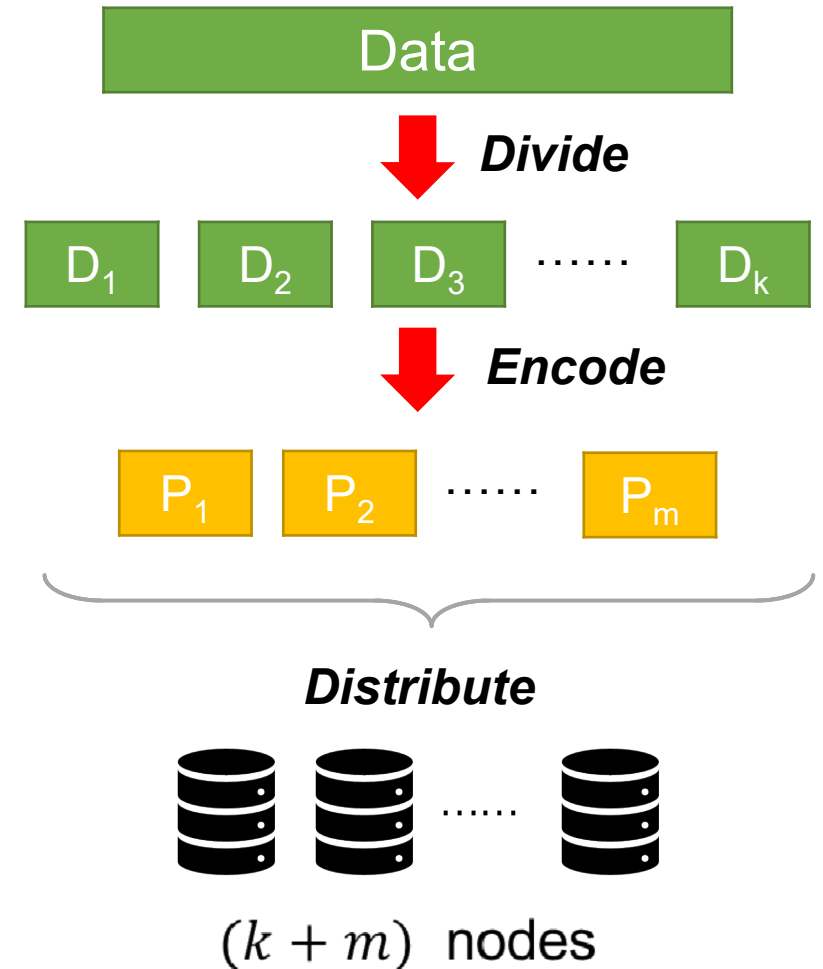 Data
Divide
D₁ D₂ D₃ ...... Dₖ
Encode
P₁ P₂ ...... Pₘ
Distribute
......
(k + m) nodes